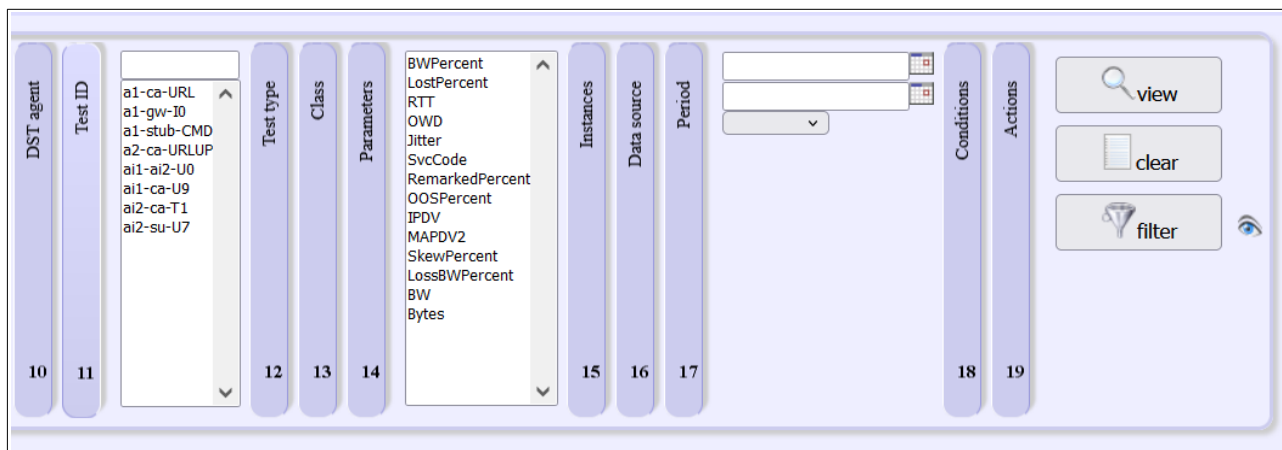 DST agent
10
Test ID
11
a1-ca-URL
a1-gw-I0
a1-stub-CMD
a2-ca-URLUP
ai1-ai2-U0
ai1-ca-U9
ai2-ca-T1
ai2-su-U7
Test type
12
Class
13
Parameters
14
BWPercent
LostPercent
RTT
OWD
Jitter
SvcCode
RemarkedPercent
OOSPercent
IPDV
MAPDV2
SkewPercent
LossBWPercent
BW
Bytes
Instances
15
Data source
16
Period
17
Conditions
18
Actions
19
view
clear
filter